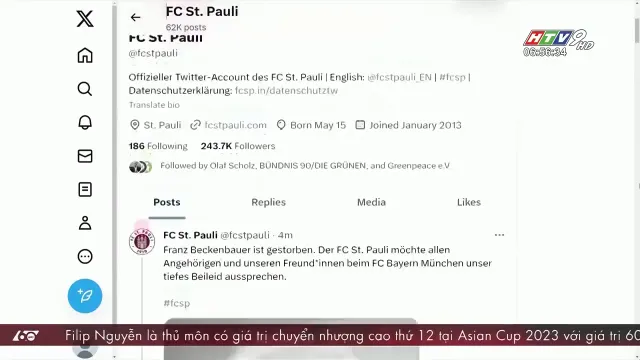 FC St. Pauli
62K posts
FC St. Pauli
@fcstpauli
Offizieller Twitter-Account des FC St. Pauli | English: @fcstpauli_EN | #fcsp |
Datenschutzerklärung: fcsp.in/datenschutztw
Translate bio
St. Pauli fcstpauli.com Born May 15 Joined January 2013
186 Following 243.7K Followers
Followed by Olaf Scholz, BÜNDNIS 90/DIE GRÜNEN, and Greenpeace e.V
Posts Replies Media Likes
FC St. Pauli @fcstpauli · 4m
Franz Beckenbauer ist gestorben. Der FC St. Pauli möchte allen
Angehörigen und unseren Freund*innen beim FC Bayern München unser
tiefes Beileid aussprechen.
#fcsp
HTV9 HD
06:56:34
60 Filip Nguyễn là thủ môn có giá trị chuyển nhượng cao thứ 12 tại Asian Cup 2023 với giá trị 60